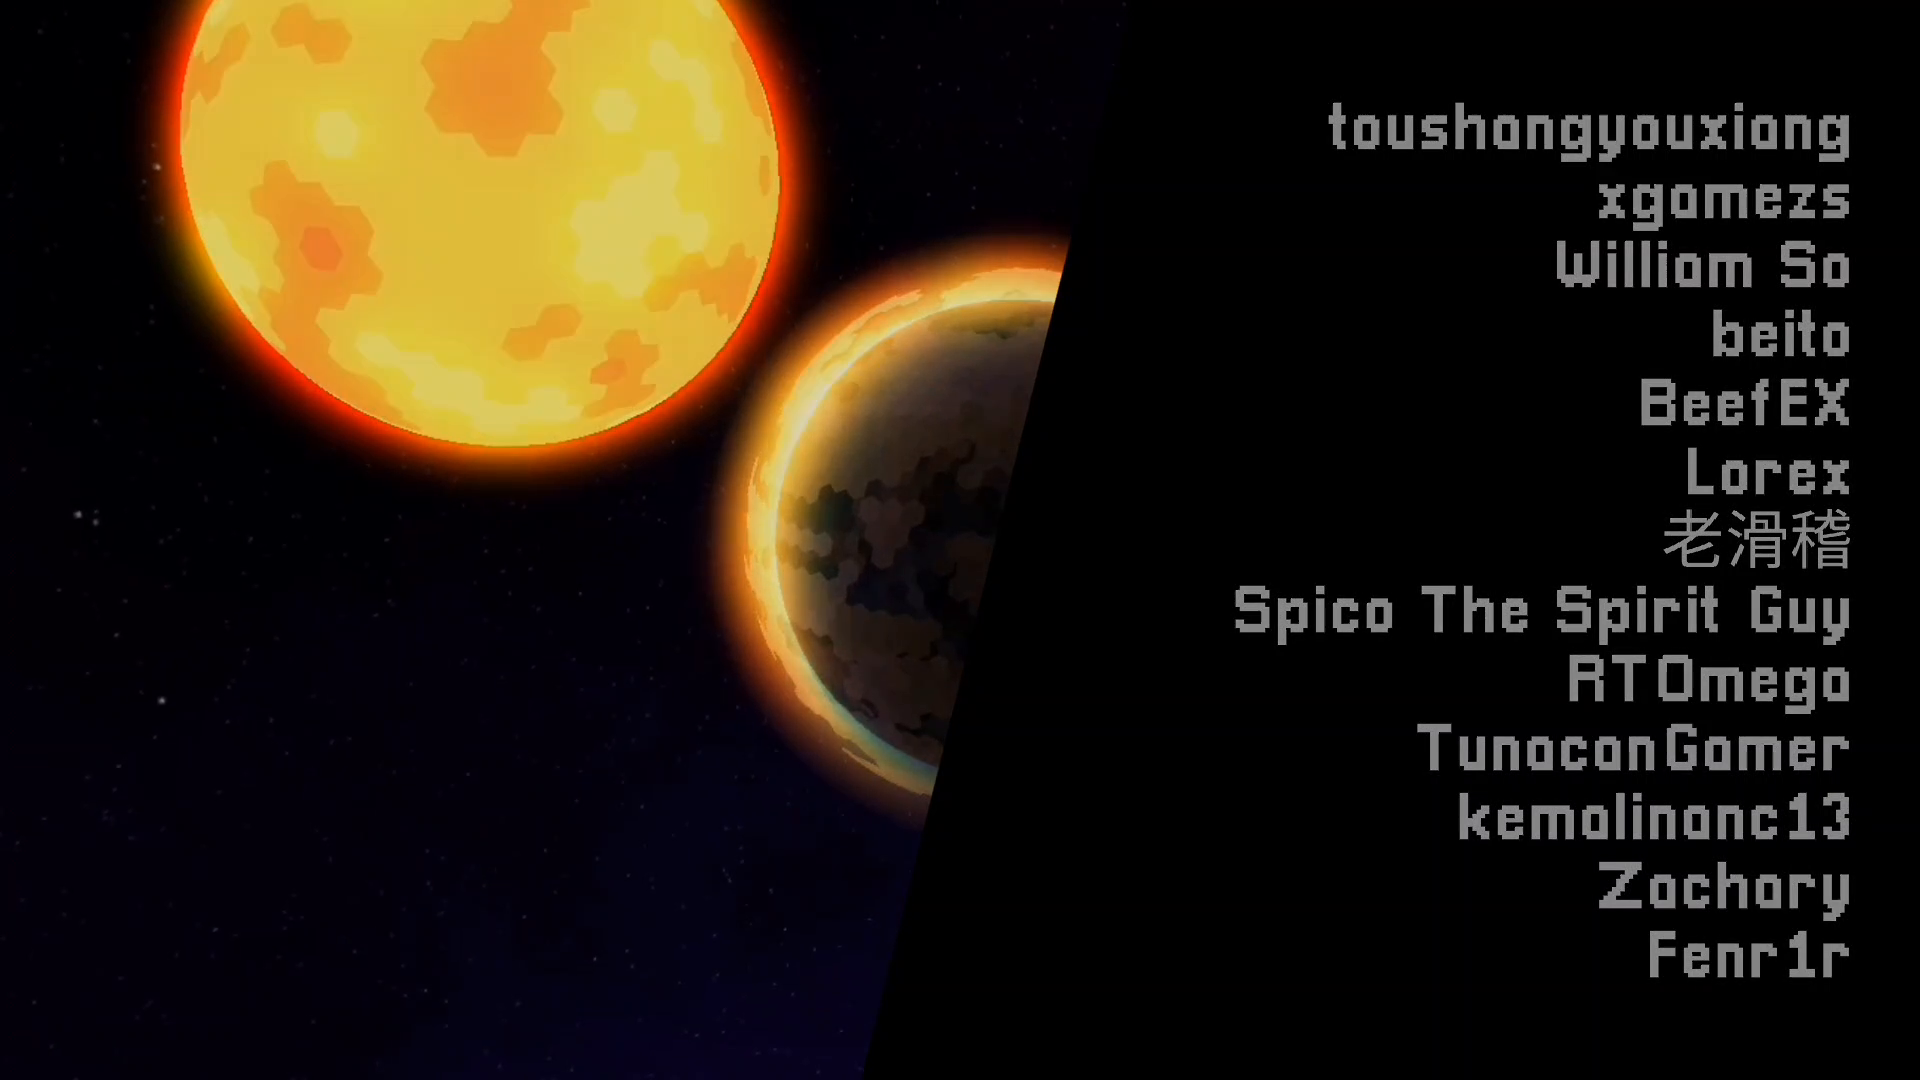 toushangyouxiang
xgamezs
William So
beito
BeefEX
Lorex
老滑稽
Spico The Spirit Guy
RTOmega
TunacanGamer
kemalinanc13
Zachary
Fenr1r